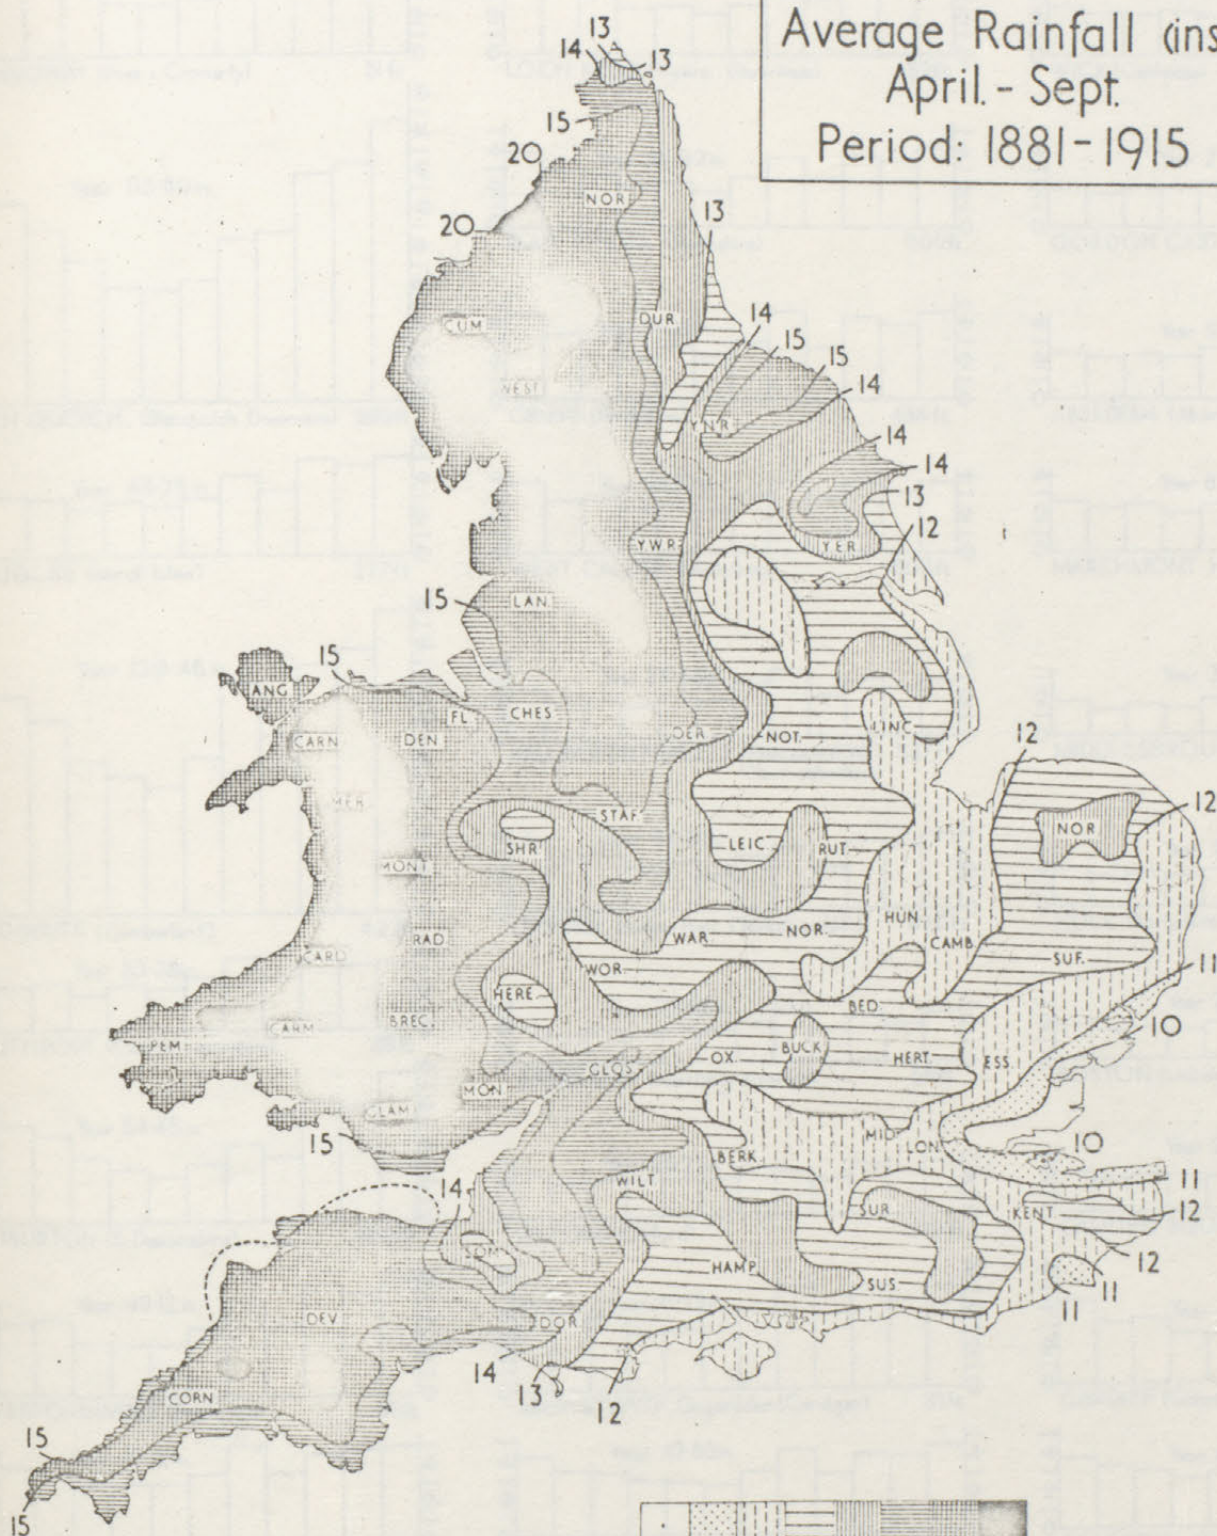 Average Rainfall (ins
April.- Sept.
Period: 1881-1915
13
14
13
15
20
NOR
20
13
DUR
14
CUM
15
15
WEST
14
YNR
14
14
13
12
YWR
YER
15
LAN
15
ANG
FL
CHES
LINC
CARN
DEN
DER
NOT.
12
MER
12
STAF
NOR
SHR
LEIC
RUT
MONT
HUN
RAD
WAR
NOR
CAMB
CARD
SUF.
WOR
11
HERE
BED
CARM
BREC
10
PEM
OX
BUCK
HERT
ESS
GLOS
MON
GLAM
MID
LON
10
15
BERK
11
14
WILT
SUR
KENT
12
SOM
HAMP
SUS
12
11
11
DEV
DOR
14
13
CORN
12
15
15